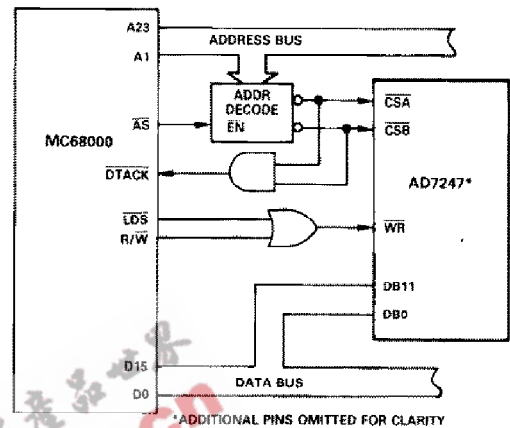 A23
ADDRESS BUS
A1
ADDR
DECODE
CSA
AS
EN
CSB
MC68000
DTACK
AD7247*
LDS
R/W
WR
DB11
DB0
D15
DATA BUS
D0
*ADDITIONAL PINS OMITTED FOR CLARITY